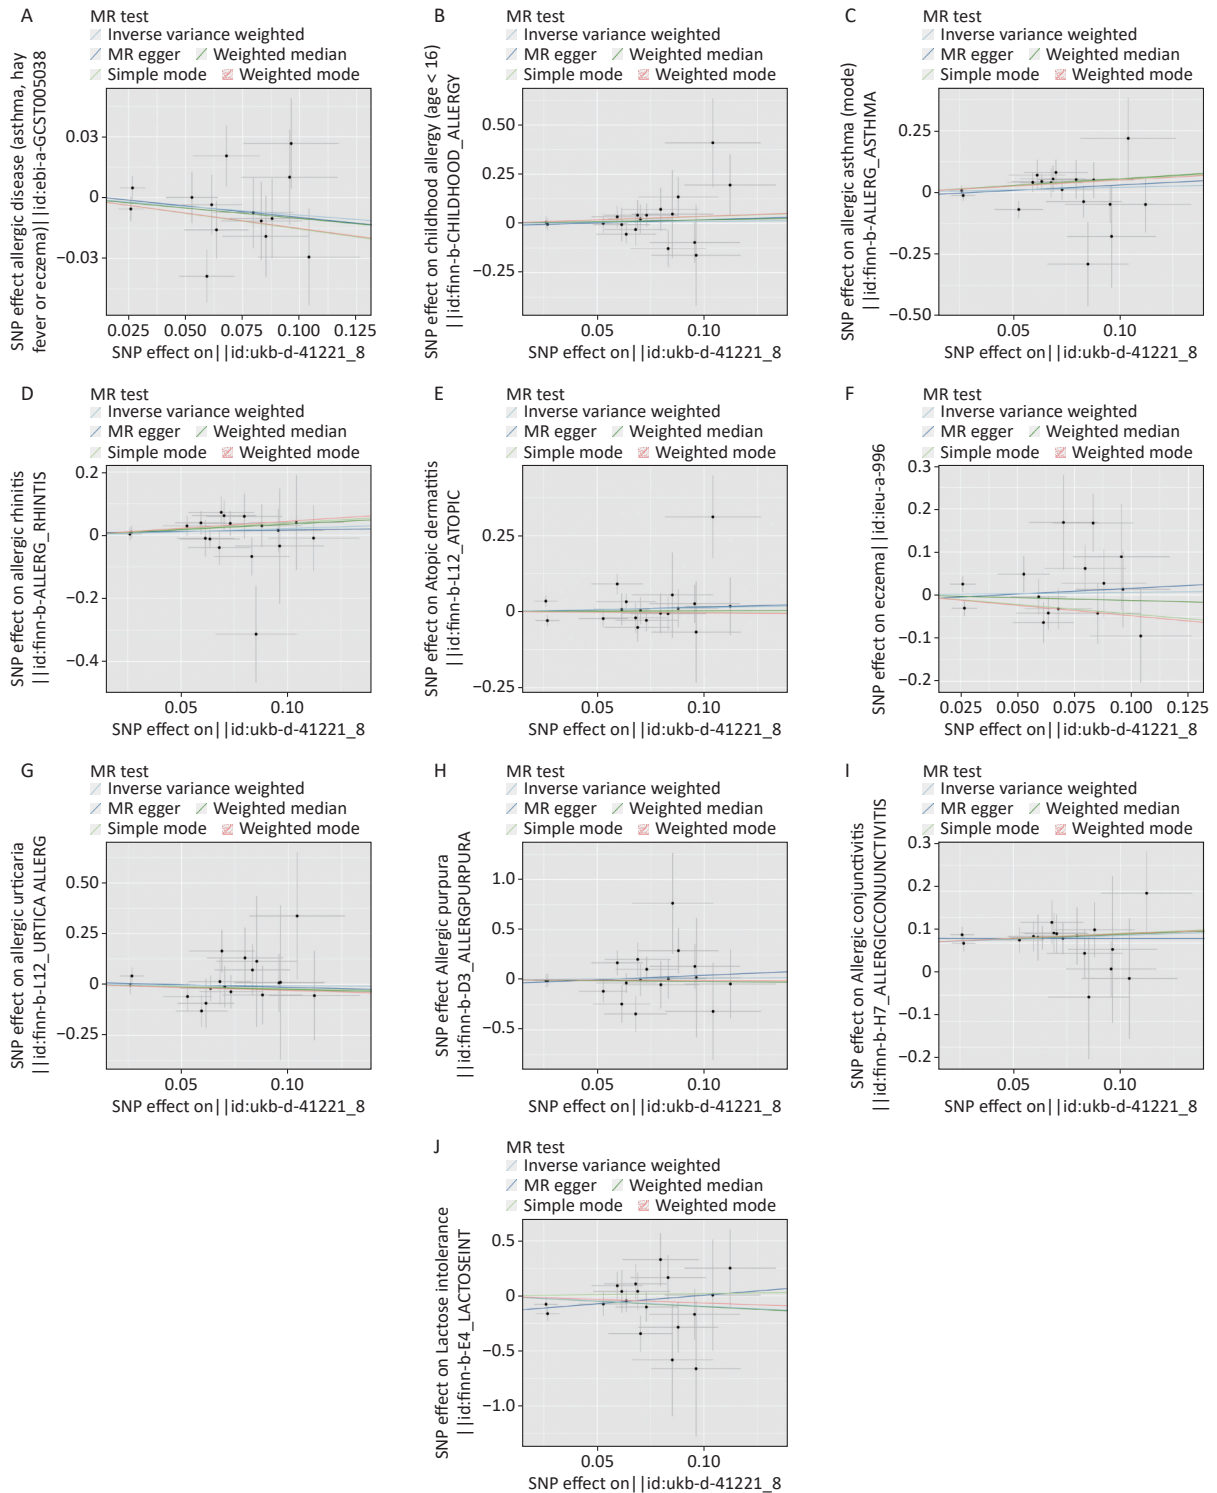 A
MR test
Inverse variance weighted
MR egger Weighted median
Simple mode Weighted mode
SNP effect allergic disease (asthma, hay
fever or eczema)||id:ebi-a-GCST005038
0.03
0
−0.03
0.025 0.050 0.075 0.100 0.125
SNP effect on||id:ukb-d-41221_8
B
MR test
Inverse variance weighted
MR egger Weighted median
Simple mode Weighted mode
SNP effect on childhood allergy (age < 16)
||id:finn-b-CHILDHOOD_ALLERGY
0.50
0.25
0
−0.25
0.05 0.10
SNP effect on||id:ukb-d-41221_8
C
MR test
Inverse variance weighted
MR egger Weighted median
Simple mode Weighted mode
SNP effect on allergic asthma (mode)
||id:finn-b-ALLERG_ASTHMA
0.25
0
−0.25
−0.50
0.05 0.10
SNP effect on||id:ukb-d-41221_8
D
MR test
Inverse variance weighted
MR egger Weighted median
Simple mode Weighted mode
SNP effect on allergic rhinitis
||id:finn-b-ALLERG_RHINTIS
0.2
0
−0.2
−0.4
0.05 0.10
SNP effect on||id:ukb-d-41221_8
E
MR test
Inverse variance weighted
MR egger Weighted median
Simple mode Weighted mode
SNP effect on Atopic dermatitis
||id:finn-b-L12_ATOPIC
0.25
0
−0.25
0.05 0.10
SNP effect on||id:ukb-d-41221_8
F
MR test
Inverse variance weighted
MR egger Weighted median
Simple mode Weighted mode
SNP effect on eczema||id:ieu-a-996
0.3
0.2
0.1
0
−0.1
−0.2
0.025 0.050 0.075 0.100 0.125
SNP effect on||id:ukb-d-41221_8
G
MR test
Inverse variance weighted
MR egger Weighted median
Simple mode Weighted mode
SNP effect on allergic urticaria
||id:finn-b-L12_URTICA ALLERG
0.50
0.25
0
−0.25
0.05 0.10
SNP effect on||id:ukb-d-41221_8
H
MR test
Inverse variance weighted
MR egger Weighted median
Simple mode Weighted mode
SNP effect Allergic purpura
||id:finn-b-D3_ALLERGPURPURA
1.0
0.5
0
−0.5
0.05 0.10
SNP effect on||id:ukb-d-41221_8
I
MR test
Inverse variance weighted
MR egger Weighted median
Simple mode Weighted mode
SNP effect on Allergic conjunctivitis
||id:finn-b-H7_ALLERGICCONJUNCTIVITIS
0.3
0.2
0.1
0
−0.1
−0.2
0.05 0.10
SNP effect on||id:ukb-d-41221_8
J
MR test
Inverse variance weighted
MR egger Weighted median
Simple mode Weighted mode
SNP effect on Lactose intolerance
||id:finn-b-E4_LACTOSEINT
0.5
0
−0.5
−1.0
0.05 0.10
SNP effect on||id:ukb-d-41221_8